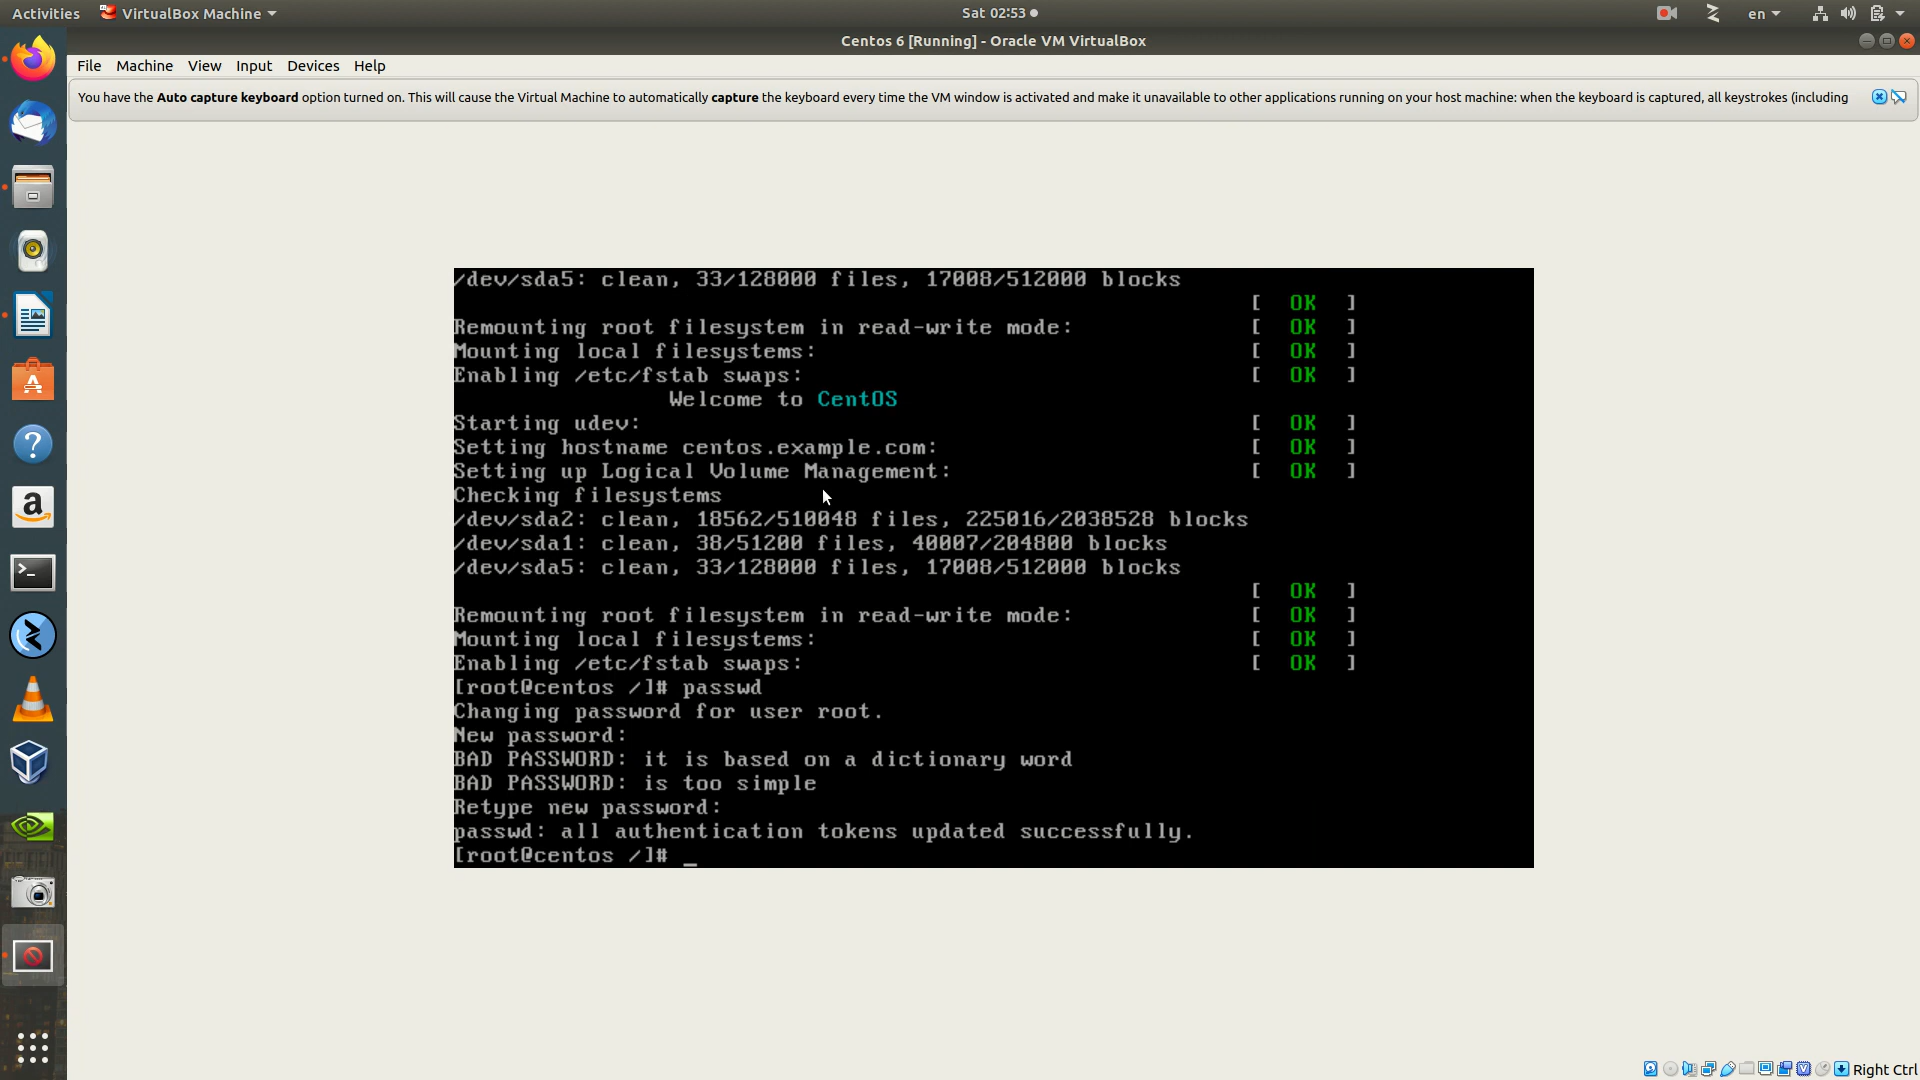 Activities VirtualBox Machine Sat 02:53 en
Centos 6 [Running] - Oracle VM VirtualBox
File Machine View Input Devices Help
You have the Auto capture keyboard option turned on. This will cause the Virtual Machine to automatically capture the keyboard every time the VM window is activated and make it unavailable to other applications running on your host machine: when the keyboard is captured, all keystrokes (including
/dev/sda5: clean, 33/128000 files, 17008/512000 blocks
[ OK ]
Remounting root filesystem in read-write mode: [ OK ]
Mounting local filesystems: [ OK ]
Enabling /etc/fstab swaps: [ OK ]
Welcome to CentOS
Starting udev: [ OK ]
Setting hostname centos.example.com: [ OK ]
Setting up Logical Volume Management: [ OK ]
Checking filesystems
/dev/sda2: clean, 18562/510048 files, 225016/2038528 blocks
/dev/sda1: clean, 38/51200 files, 40007/204800 blocks
/dev/sda5: clean, 33/128000 files, 17008/512000 blocks
[ OK ]
Remounting root filesystem in read-write mode: [ OK ]
Mounting local filesystems: [ OK ]
Enabling /etc/fstab swaps: [ OK ]
[root@centos /]# passwd
Changing password for user root.
New password:
BAD PASSWORD: it is based on a dictionary word
BAD PASSWORD: is too simple
Retype new password:
passwd: all authentication tokens updated successfully.
[root@centos /]# _
Right Ctrl